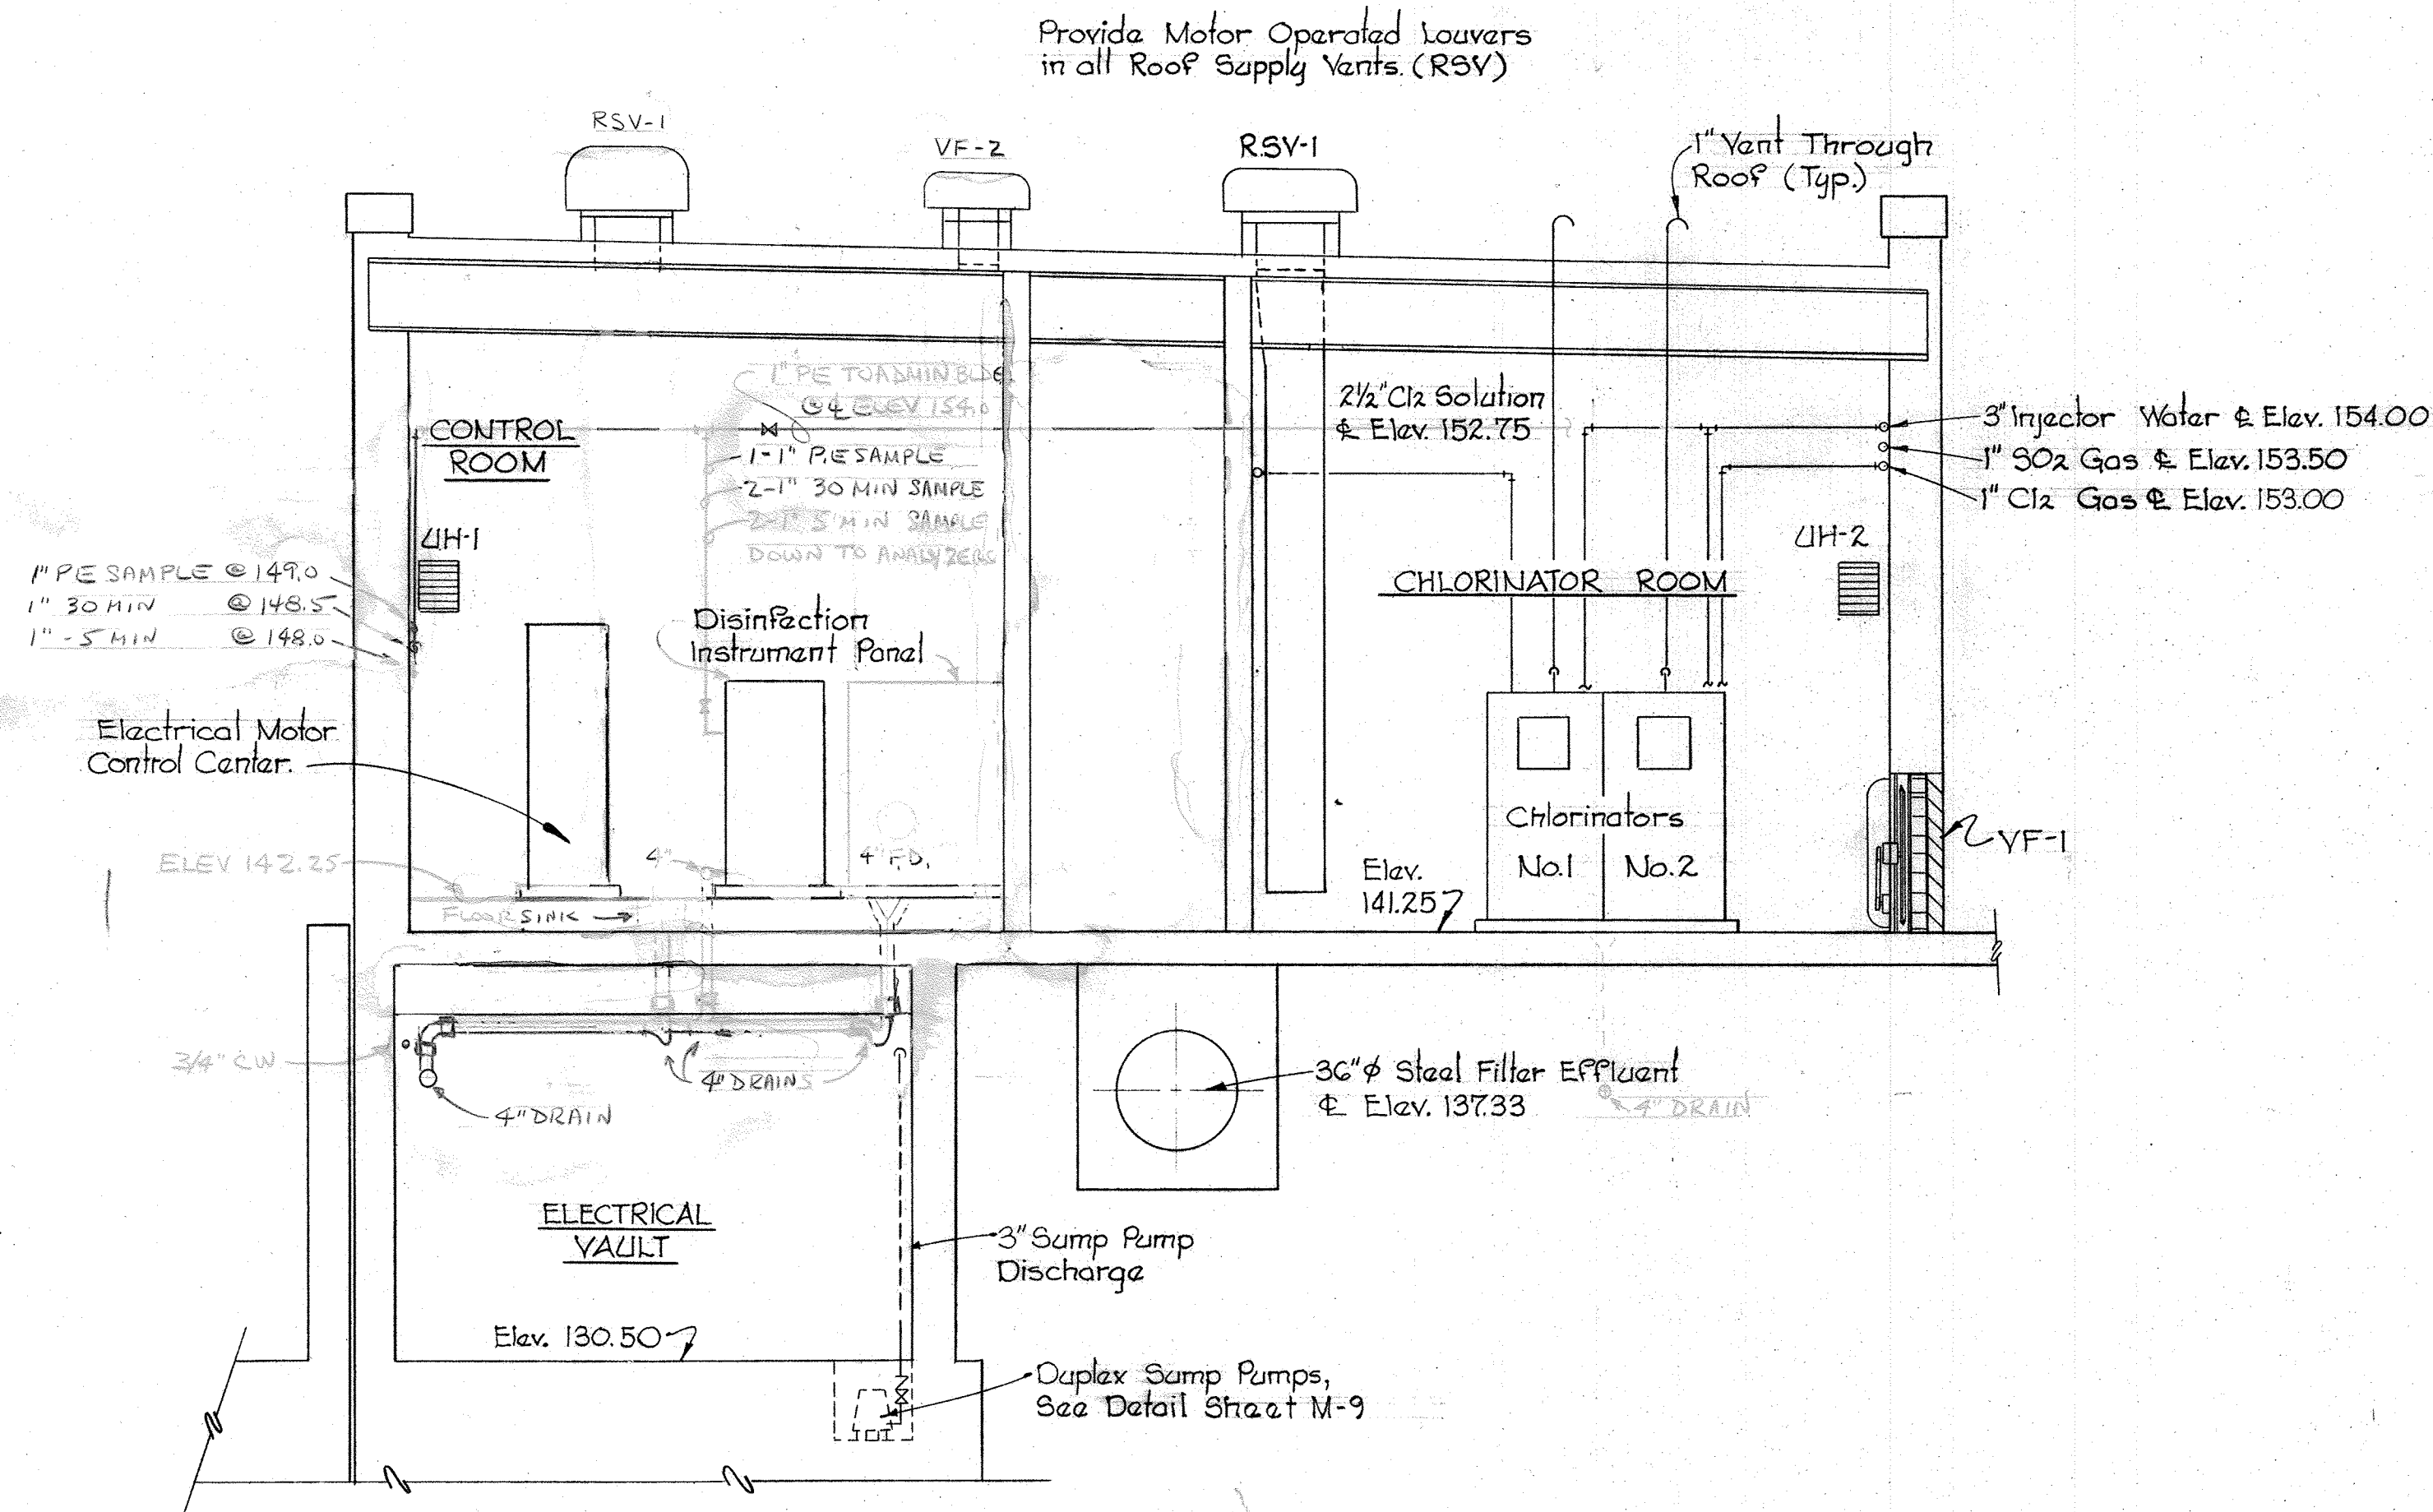 Provide Motor Operated Louvers
in all Roof Supply Vents. (RSV)
RSV-1
VF-2
RSV-1
1" Vent Through
Roof (Typ.)
1" PE TO ADMIN BLDG
@ ℄ ELEV 154.0
CONTROL
ROOM
1-1" P.E SAMPLE
2-1" 30 MIN SAMPLE
2-1" 5 MIN SAMPLE
DOWN TO ANALYZERS
2½" Cl2 Solution
℄ Elev. 152.75
3" Injector Water ℄ Elev. 154.00
1" SO2 Gas ℄ Elev. 153.50
1" Cl2 Gas ℄ Elev. 153.00
UH-1
UH-2
1" PE SAMPLE @ 149.0
1" 30 MIN @ 148.5
1" - 5 MIN @ 148.0
CHLORINATOR ROOM
Disinfection
Instrument Panel
Electrical Motor
Control Center.
Chlorinators
No.1
No.2
VF-1
ELEV 142.25
4"
4" F.D.
Elev.
141.25
FLOOR SINK
3/4" CW
4" DRAINS
4" DRAIN
36"φ Steel Filter Effluent
℄ Elev. 137.33
4" DRAIN
ELECTRICAL
VAULT
3" Sump Pump
Discharge
Elev. 130.50
Duplex Sump Pumps,
See Detail Sheet M-9